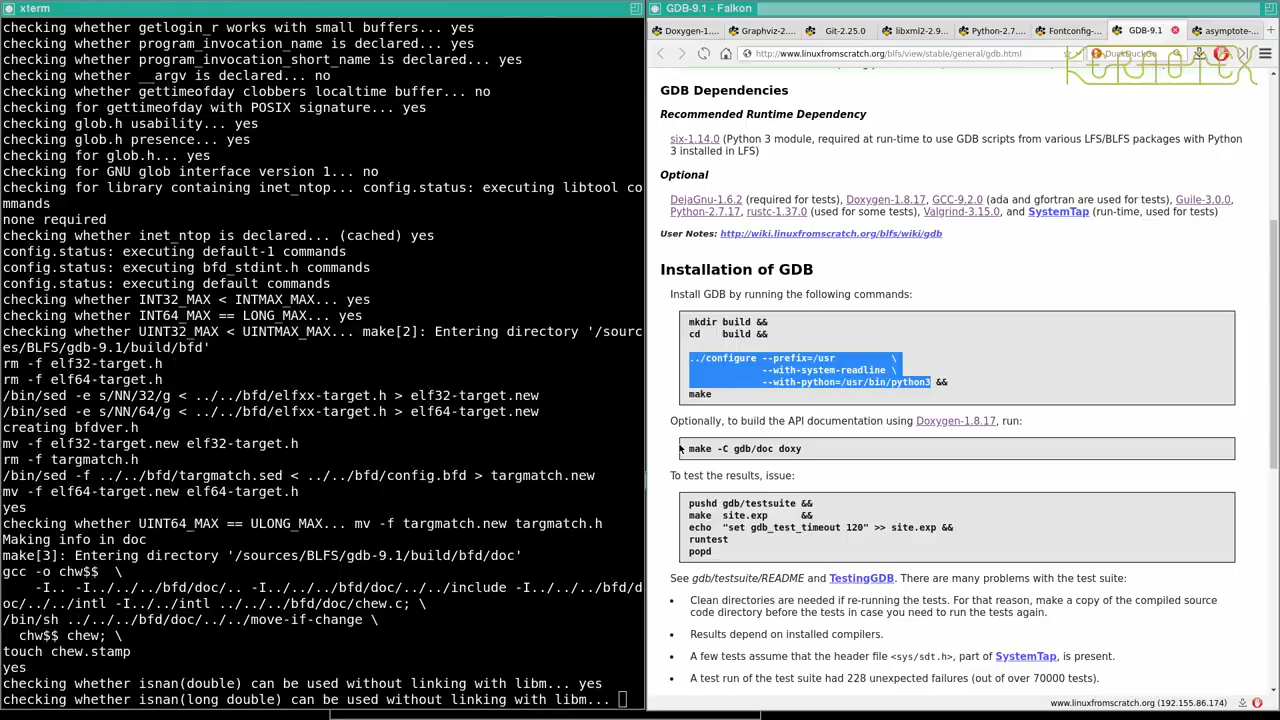 xterm
checking whether getlogin_r works with small buffers... yes
checking whether program_invocation_name is declared... yes
checking whether program_invocation_short_name is declared... yes
checking whether __argv is declared... no
checking whether gettimeofday clobbers localtime buffer... no
checking for gettimeofday with POSIX signature... yes
checking glob.h usability... yes
checking glob.h presence... yes
checking for glob.h... yes
checking for GNU glob interface version 1... no
checking for library containing inet_ntop... config.status: executing libtool co
mmands
none required
checking whether inet_ntop is declared... (cached) yes
config.status: executing default-1 commands
config.status: executing bfd_stdint.h commands
config.status: executing default commands
checking whether INT32_MAX < INTMAX_MAX... yes
checking whether INT64_MAX == LONG_MAX... yes
checking whether UINT32_MAX < UINTMAX_MAX... make[2]: Entering directory '/sourc
es/BLFS/gdb-9.1/build/bfd'
rm -f elf32-target.h
rm -f elf64-target.h
/bin/sed -e s/NN/32/g < ../../bfd/elfxx-target.h > elf32-target.new
/bin/sed -e s/NN/64/g < ../../bfd/elfxx-target.h > elf64-target.new
creating bfdver.h
mv -f elf32-target.new elf32-target.h
rm -f targmatch.h
/bin/sed -f ../../bfd/targmatch.sed < ../../bfd/config.bfd > targmatch.new
mv -f elf64-target.new elf64-target.h
yes
checking whether UINT64_MAX == ULONG_MAX... mv -f targmatch.new targmatch.h
Making info in doc
make[3]: Entering directory '/sources/BLFS/gdb-9.1/build/bfd/doc'
gcc -o chw$$  \
    -I.. -I../../../bfd/doc/.. -I../../../bfd/doc/../../include -I../../../bfd/d
oc/../../intl -I../../intl ../../../bfd/doc/chew.c; \
/bin/sh ../../../bfd/doc/../../move-if-change \
  chw$$ chew; \
touch chew.stamp
yes
checking whether isnan(double) can be used without linking with libm... yes
checking whether isnan(long double) can be used without linking with libm...
GDB-9.1 - Falkon
Doxygen-1.... Graphviz-2.... Git-2.25.0 libxml2-2.9... Python-2.7.... Fontconfig-... GDB-9.1 asymptote-...
http://www.linuxfromscratch.org/blfs/view/stable/general/gdb.html DuckDuckGo
KERNOTEX
GDB Dependencies
Recommended Runtime Dependency
six-1.14.0 (Python 3 module, required at run-time to use GDB scripts from various LFS/BLFS packages with Python
3 installed in LFS)
Optional
DejaGnu-1.6.2 (required for tests), Doxygen-1.8.17, GCC-9.2.0 (ada and gfortran are used for tests), Guile-3.0.0,
Python-2.7.17, rustc-1.37.0 (used for some tests), Valgrind-3.15.0, and SystemTap (run-time, used for tests)
User Notes: http://wiki.linuxfromscratch.org/blfs/wiki/gdb
Installation of GDB
Install GDB by running the following commands:
mkdir build &&
cd    build &&
../configure --prefix=/usr          \
             --with-system-readline \
             --with-python=/usr/bin/python3 &&
make
Optionally, to build the API documentation using Doxygen-1.8.17, run:
make -C gdb/doc doxy
To test the results, issue:
pushd gdb/testsuite &&
make  site.exp      &&
echo  "set gdb_test_timeout 120" >> site.exp &&
runtest
popd
See gdb/testsuite/README and TestingGDB. There are many problems with the test suite:
• Clean directories are needed if re-running the tests. For that reason, make a copy of the compiled source
code directory before the tests in case you need to run the tests again.
• Results depend on installed compilers.
• A few tests assume that the header file <sys/sdt.h>, part of SystemTap, is present.
• A test run of the test suite had 228 unexpected failures (out of over 70000 tests).
www.linuxfromscratch.org (192.155.86.174)